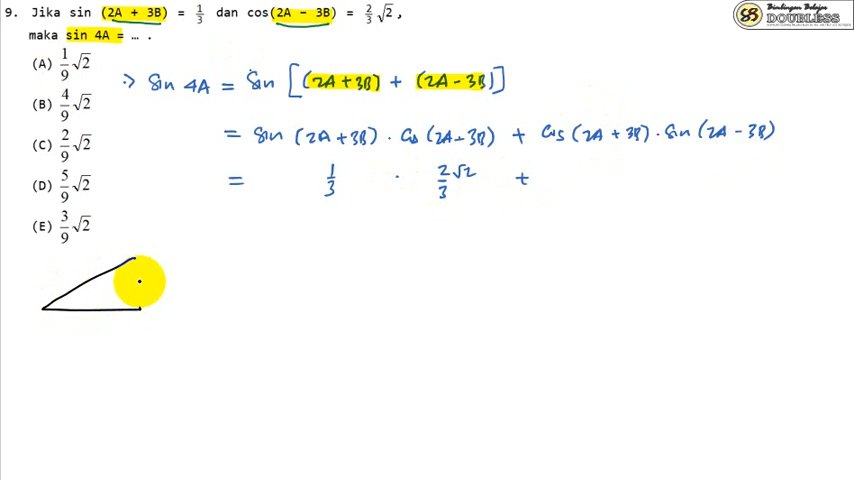 9. Jika sin (2A + 3B) = 1/3 dan cos(2A − 3B) = 2/3 √2,
maka sin 4A = … .
(A) 1/9 √2
(B) 4/9 √2
(C) 2/9 √2
(D) 5/9 √2
(E) 3/9 √2
Sin 4A = Sin [(2A+3B) + (2A-3B)]
= Sin (2A+3B) . Cos (2A-3B) + Cos (2A+3B) . Sin (2A-3B)
= 1/3 . 2/3 √2 +
Bimbingan Belajar
DOUBLESS